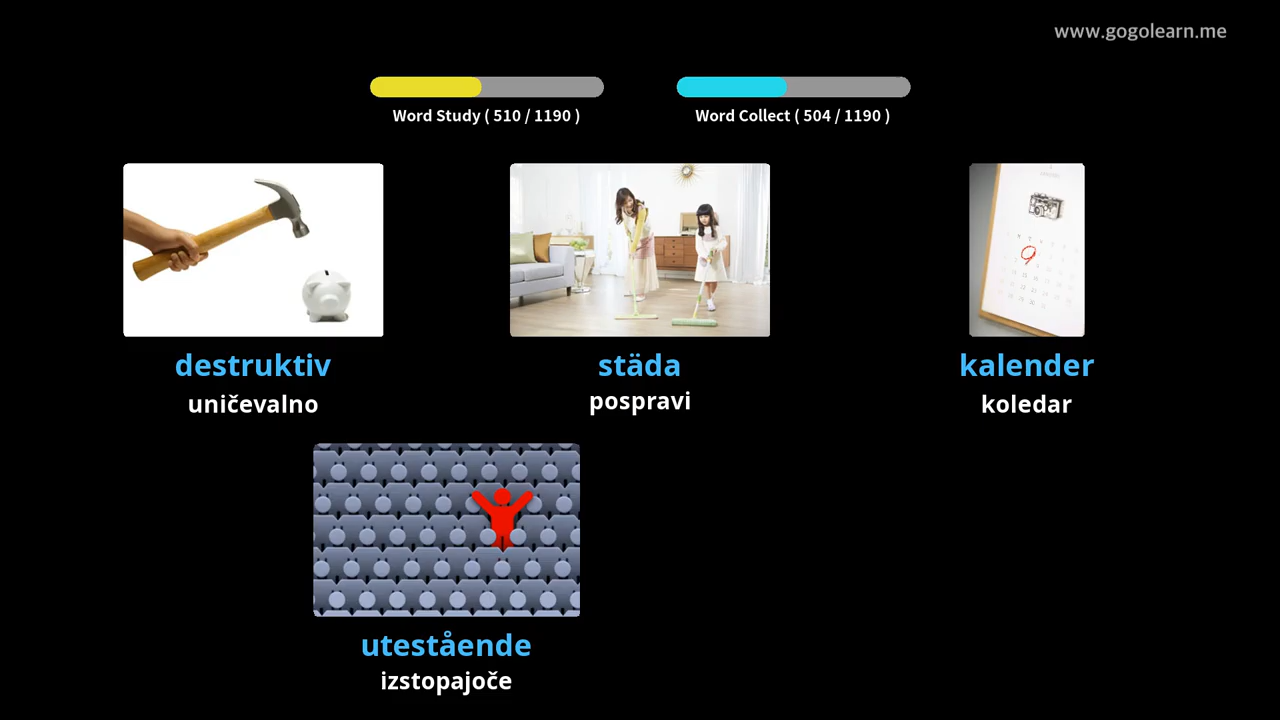 www.gogolearn.me
Word Study ( 510 / 1190 )
Word Collect ( 504 / 1190 )
destruktiv
uničevalno
städa
pospravi
kalender
koledar
utestående
izstopajoče